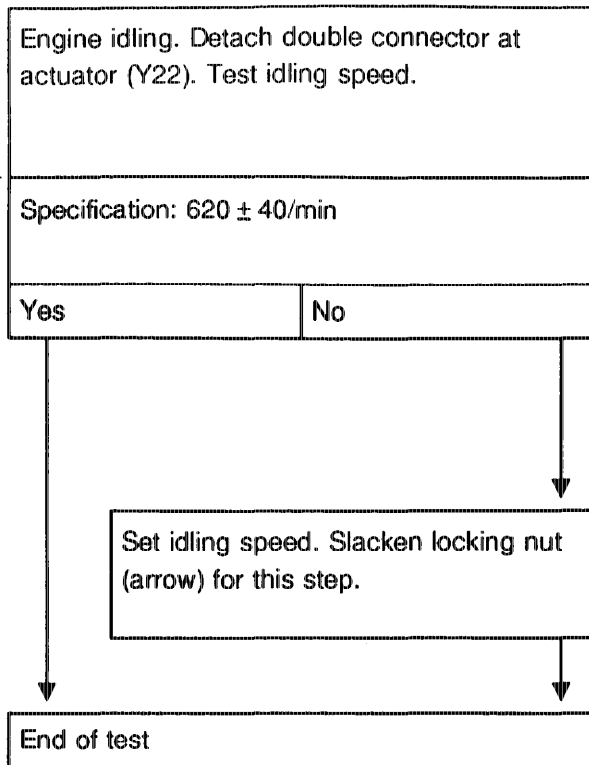 Engine idling. Detach double connector at
actuator (Y22). Test idling speed.
Specification: 620 ± 40/min
Yes
No
Set idling speed. Slacken locking nut
(arrow) for this step.
End of test